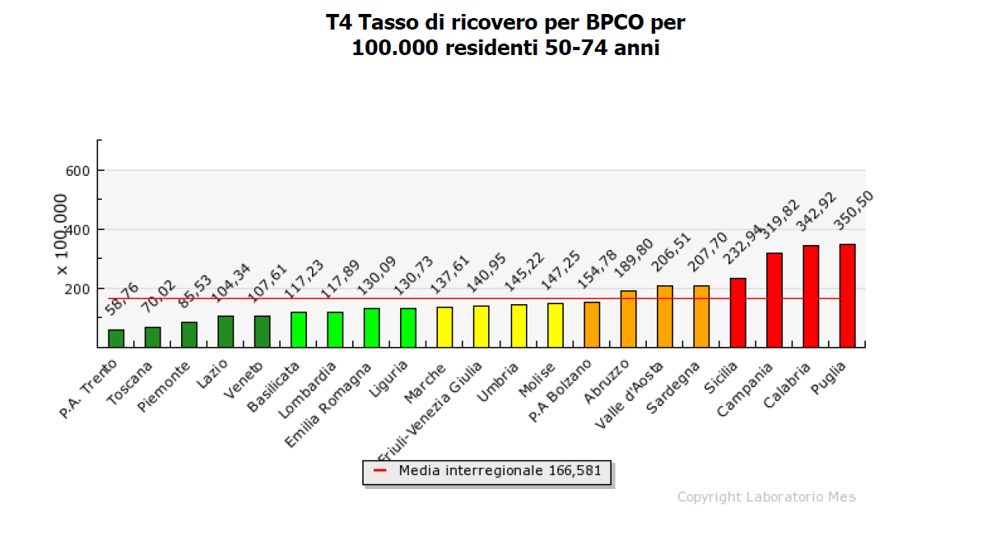 T4 Tasso di ricovero per BPCO per
100.000 residenti 50-74 anni
x 100.000
600
400
200
58,76
70,02
85,53
104,34
107,61
117,23
117,89
130,09
130,73
137,61
140,95
145,22
147,25
154,78
189,80
206,51
207,70
232,94
319,82
342,92
350,50
P.A. Trento
Toscana
Piemonte
Lazio
Veneto
Basilicata
Lombardia
Emilia Romagna
Liguria
Marche
Friuli-Venezia Giulia
Umbria
Molise
P.A Bolzano
Abruzzo
Valle d'Aosta
Sardegna
Sicilia
Campania
Calabria
Puglia
Media interregionale 166,581
Copyright Laboratorio Mes